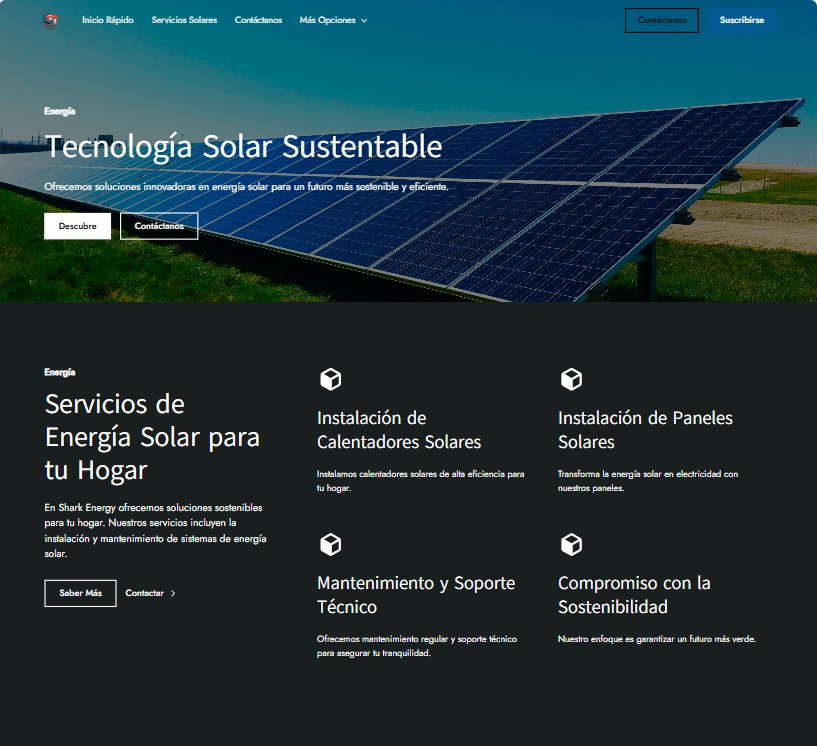 Inicio Rápido Servicios Solares Contáctanos Más Opciones Contáctanos Suscribirse
Energía
Tecnología Solar Sustentable
Ofrecemos soluciones innovadoras en energía solar para un futuro más sostenible y eficiente.
Descubre Contáctanos
Energía
Servicios de
Energía Solar para
tu Hogar
En Shark Energy ofrecemos soluciones sostenibles
para tu hogar. Nuestros servicios incluyen la
instalación y mantenimiento de sistemas de energía
solar.
Saber Más Contactar
Instalación de
Calentadores Solares
Instalamos calentadores solares de alta eficiencia para
tu hogar.
Instalación de Paneles
Solares
Transforma la energía solar en electricidad con
nuestros paneles.
Mantenimiento y Soporte
Técnico
Ofrecemos mantenimiento regular y soporte técnico
para asegurar tu tranquilidad.
Compromiso con la
Sostenibilidad
Nuestro enfoque es garantizar un futuro más verde.